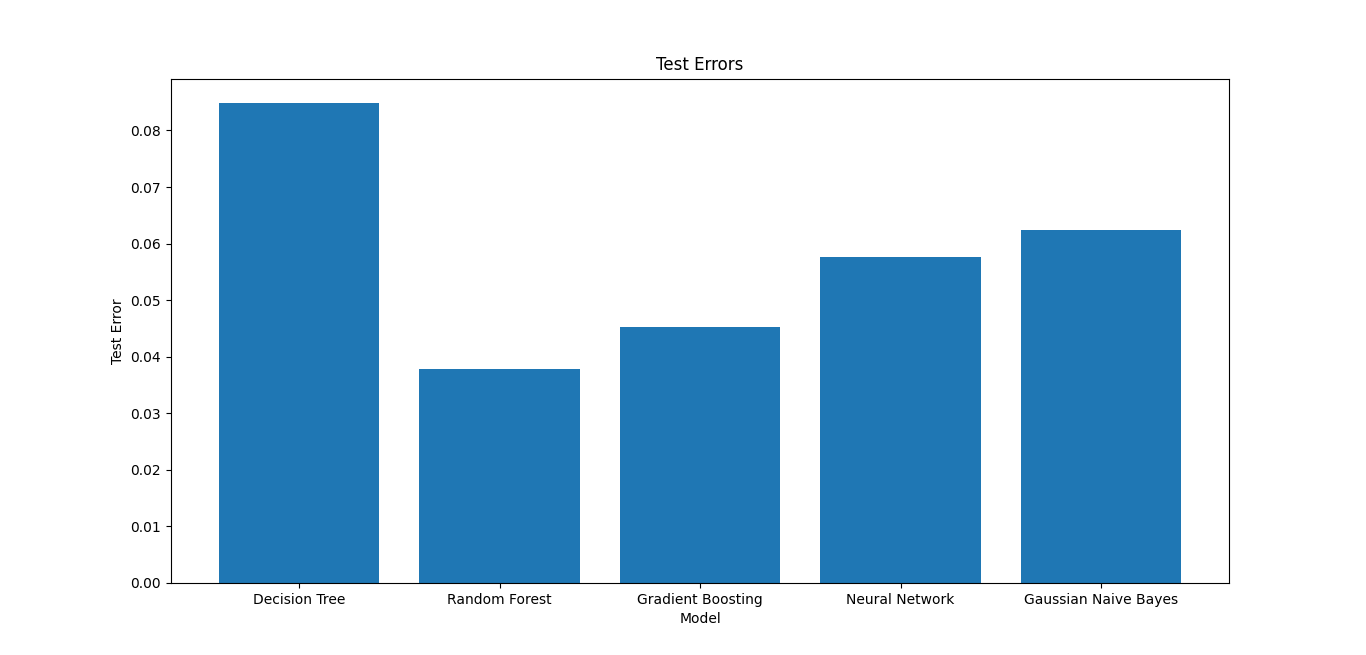 Test Errors
0.08
0.07
0.06
0.05
0.04
0.03
0.02
0.01
0.00
Test Error
Decision Tree Random Forest Gradient Boosting Neural Network Gaussian Naive Bayes
Model